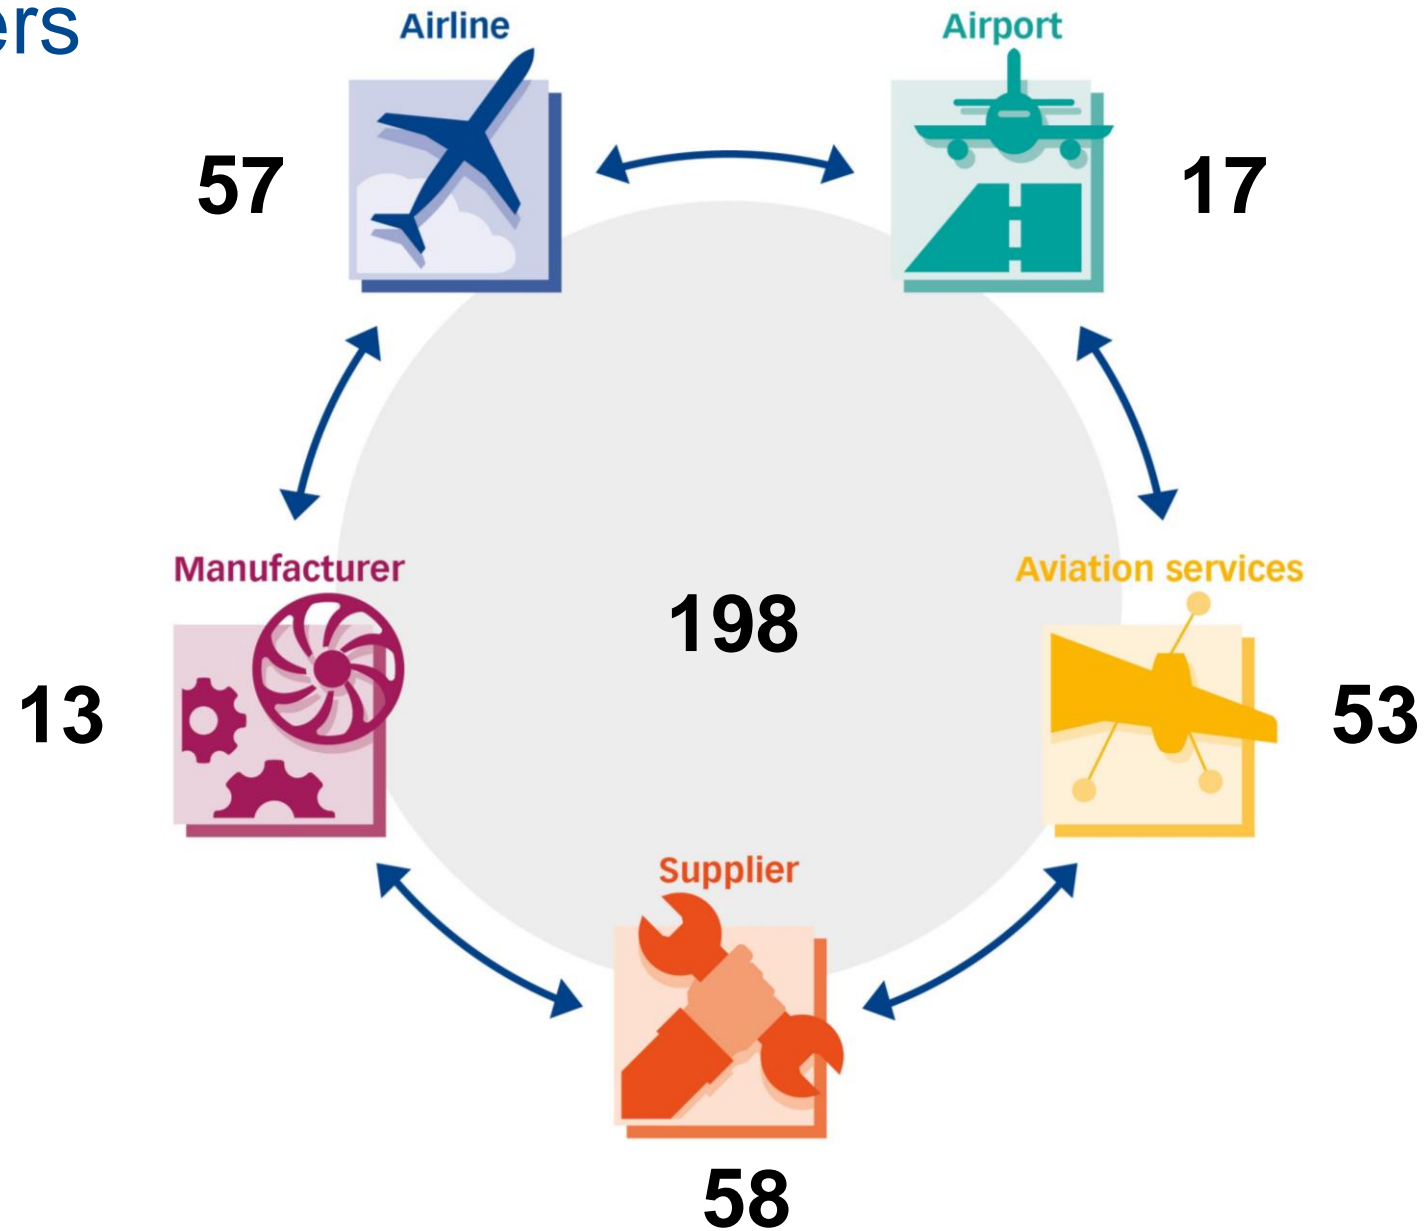 ers
Airline
Airport
57
17
Manufacturer
Aviation services
198
13
53
Supplier
58